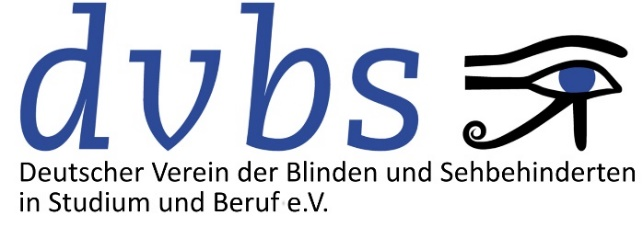 dvbs
Deutscher Verein der Blinden und Sehbehinderten
in Studium und Beruf e.V.